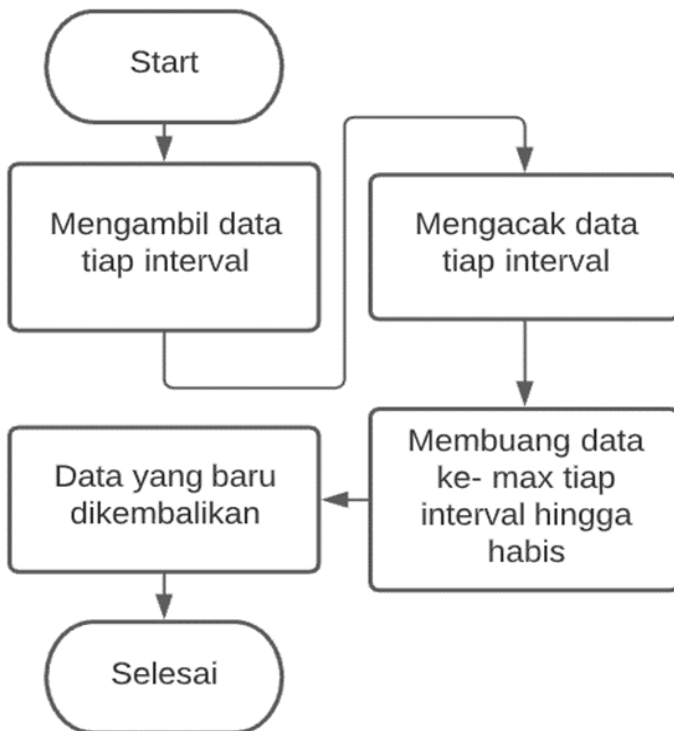 Start
Mengambil data
tiap interval
Mengacak data
tiap interval
Membuang data
ke- max tiap
interval hingga
habis
Data yang baru
dikembalikan
Selesai